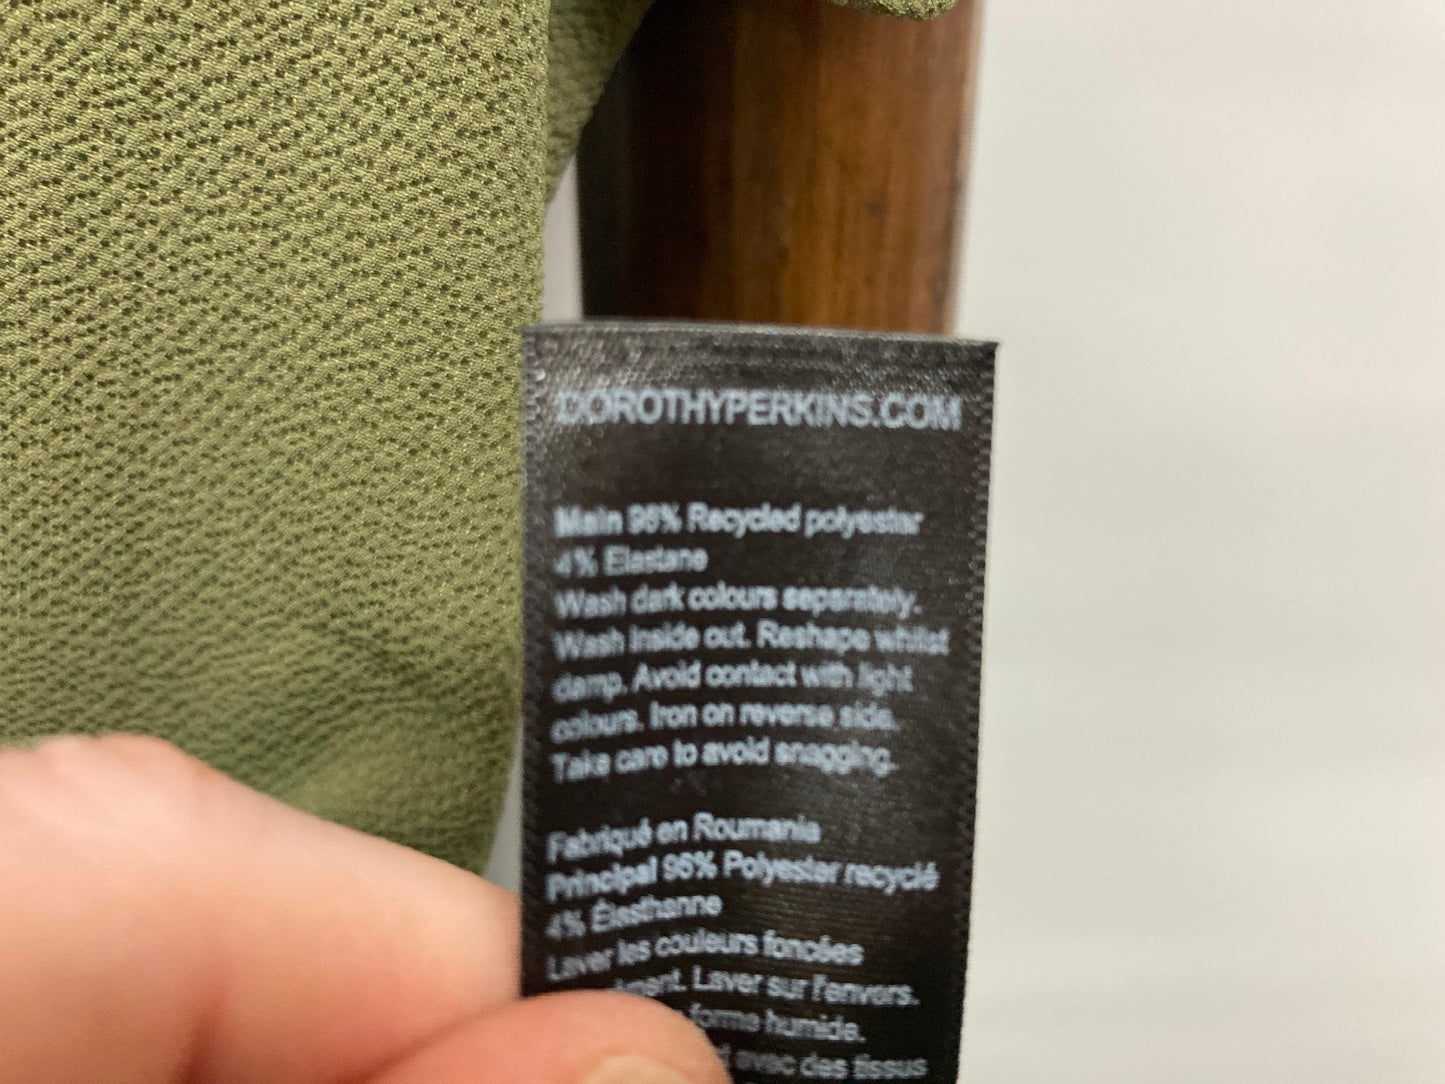 DOROTHYPERKINS.COM
Main 96% Recycled polyester
4% Elastane
Wash dark colours separately.
Wash inside out. Reshape whilst
damp. Avoid contact with light
colours. Iron on reverse side.
Take care to avoid snagging.
Fabriqué en Roumanie
Principal 96% Polyester recyclé
4% Élasthanne
Laver les couleurs foncées
Laver sur l'envers.
forme humide.
avec des tissus